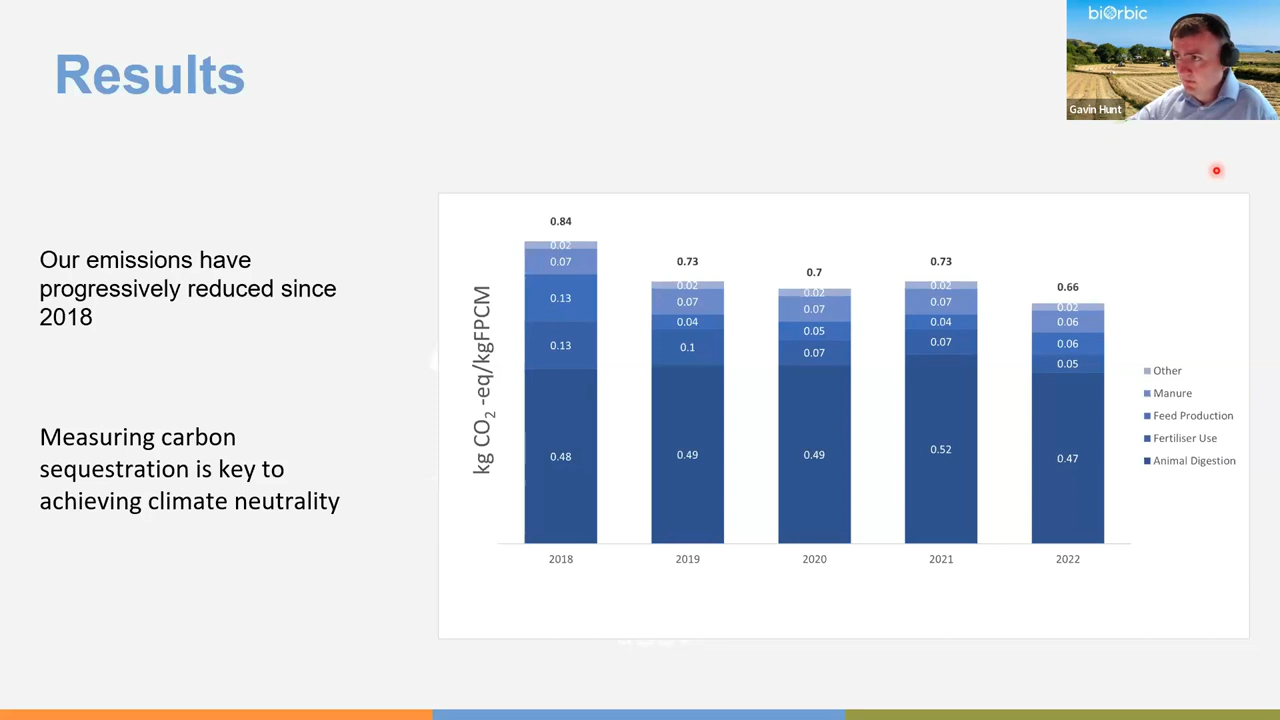 Results
biOrbic
Gavin Hunt
Our emissions have
progressively reduced since
2018
Measuring carbon
sequestration is key to
achieving climate neutrality
kg CO2 -eq/kgFPCM
0.84
0.02
0.07
0.13
0.13
0.48
2018
0.73
0.02
0.07
0.04
0.1
0.49
2019
0.7
0.02
0.07
0.05
0.07
0.49
2020
0.73
0.02
0.07
0.04
0.07
0.52
2021
0.66
0.02
0.06
0.06
0.05
0.47
2022
Other
Manure
Feed Production
Fertiliser Use
Animal Digestion